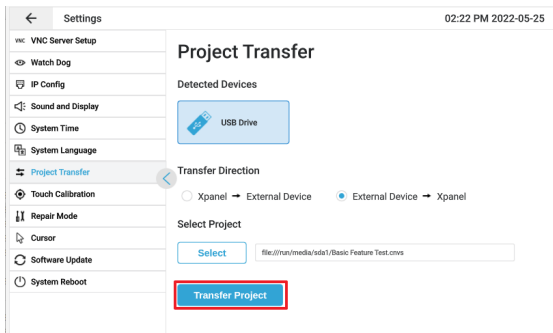 Settings
02:22 PM 2022-05-25
VNC VNC Server Setup
Watch Dog
IP Config
Sound and Display
System Time
System Language
Project Transfer
Touch Calibration
Repair Mode
Cursor
Software Update
System Reboot
Project Transfer
Detected Devices
USB Drive
Transfer Direction
Xpanel → External Device
External Device → Xpanel
Select Project
Select
file:///run/media/sda1/Basic Feature Test.cnvs
Transfer Project